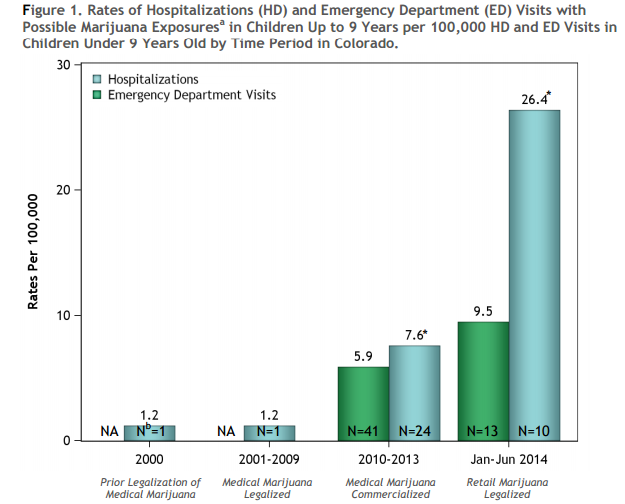 Figure 1. Rates of Hospitalizations (HD) and Emergency Department (ED) Visits with
Possible Marijuana Exposuresª in Children Up to 9 Years per 100,000 HD and ED Visits in
Children Under 9 Years Old by Time Period in Colorado.
30
Hospitalizations
Emergency Department Visits
26.4*
20
Rates Per 100,000
10
9.5
7.6*
5.9
1.2
1.2
NA Nᵇ=1 NA N=1 N=41 N=24 N=13 N=10
0
2000 2001-2009 2010-2013 Jan-Jun 2014
Prior Legalization of Medical Marijuana Medical Marijuana Retail Marijuana
Medical Marijuana Legalized Commercialized Legalized